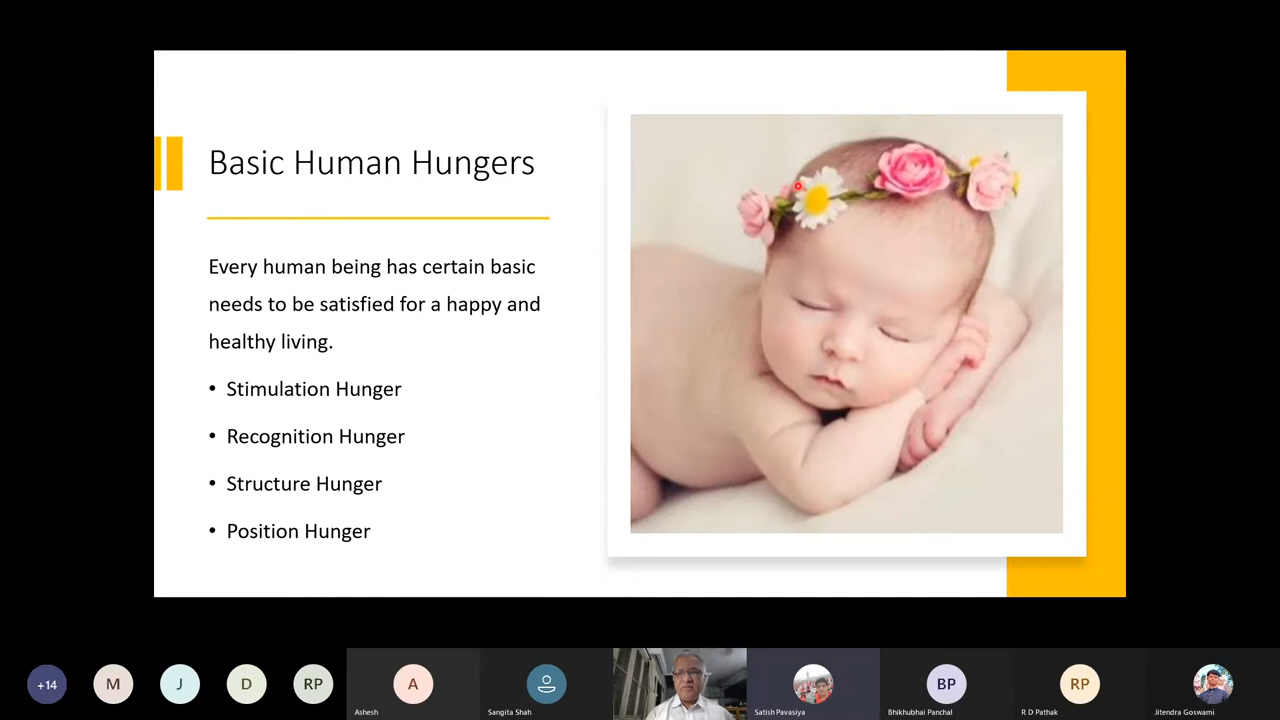 Basic Human Hungers
Every human being has certain basic
needs to be satisfied for a happy and
healthy living.
• Stimulation Hunger
• Recognition Hunger
• Structure Hunger
• Position Hunger
+14
M
J
D
RP
A
BP
RP
Ashesh
Sangita Shah
Satish Pavasiya
Bhikhubhai Panchal
R D Pathak
Jitendra Goswami